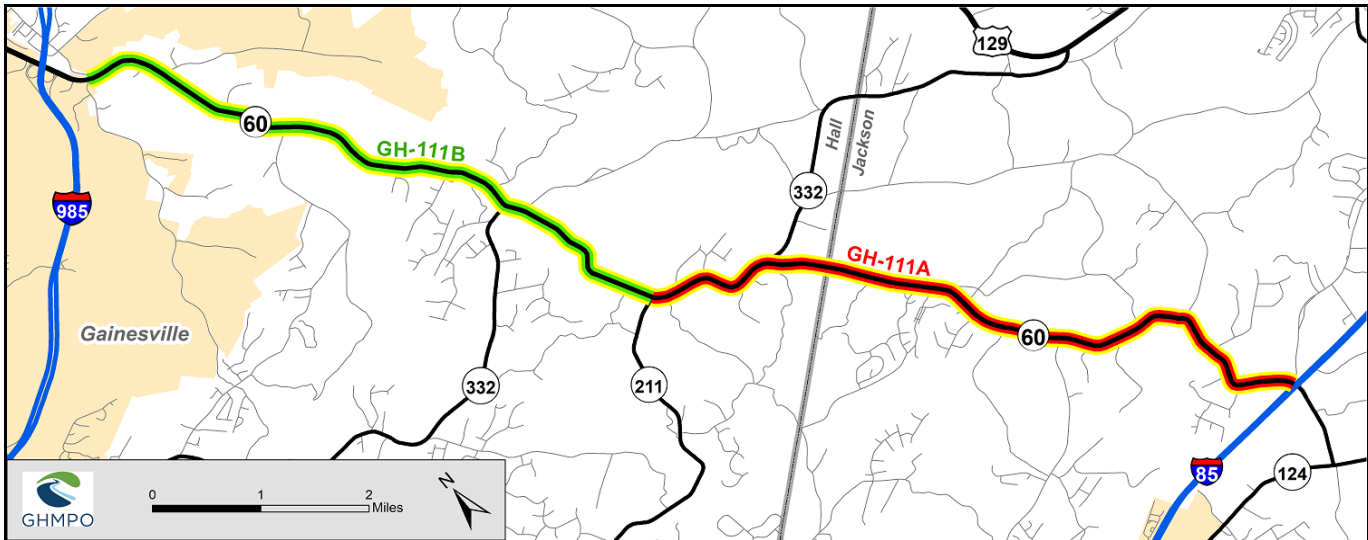 129
60
GH-111B
Hall
Jackson
332
985
GH-111A
Gainesville
60
332
211
85
124
GHMPO
0 1 2
Miles
N